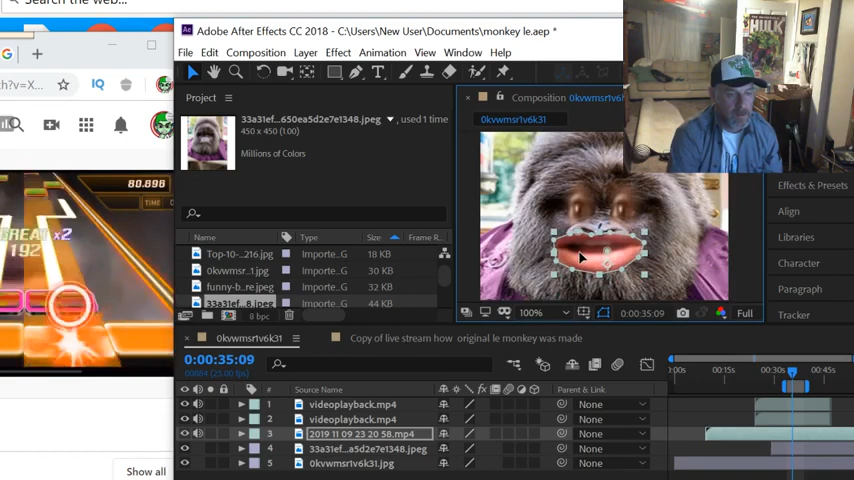 Search the web...
Adobe After Effects CC 2018 - C:\Users\New User\Documents\monkey le.aep *
File Edit Composition Layer Effect Animation View Window Help
th?v=X...
IQ
Project
Composition 0kvwmsr1v6
33a31ef...650ea5d2e7e1348.jpeg , used 1 time
450 x 450 (1.00)
0kvwmsr1v6k31
Millions of Colors
80.898
TIME
GREAT x2
192
Effects & Presets
Align
Libraries
Character
Paragraph
Tracker
Name Type Size Frame R...
Top-10-...216.jpg Importe...G 18 KB
0kvwmsr...1.jpg Importe...G 30 KB
funny-b...re.jpeg Importe...G 32 KB
33a31ef...8.jpeg Importe...G 44 KB
8 bpc
100% 0:00:35:09 Full
0kvwmsr1v6k31 Copy of live stream how original le monkey was made
0:00:35:09
00884 (25.00 fps)
:00s 00:15s 00:30s 00:45s
# Source Name Parent & Link
1 videoplayback.mp4 None
2 videoplayback.mp4 None
3 2019 11 09 23 20 58.mp4 None
4 33a31ef...a5d2e7e1348.jpeg None
5 0kvwmsr1v6k31.jpg None
Show all
HULK